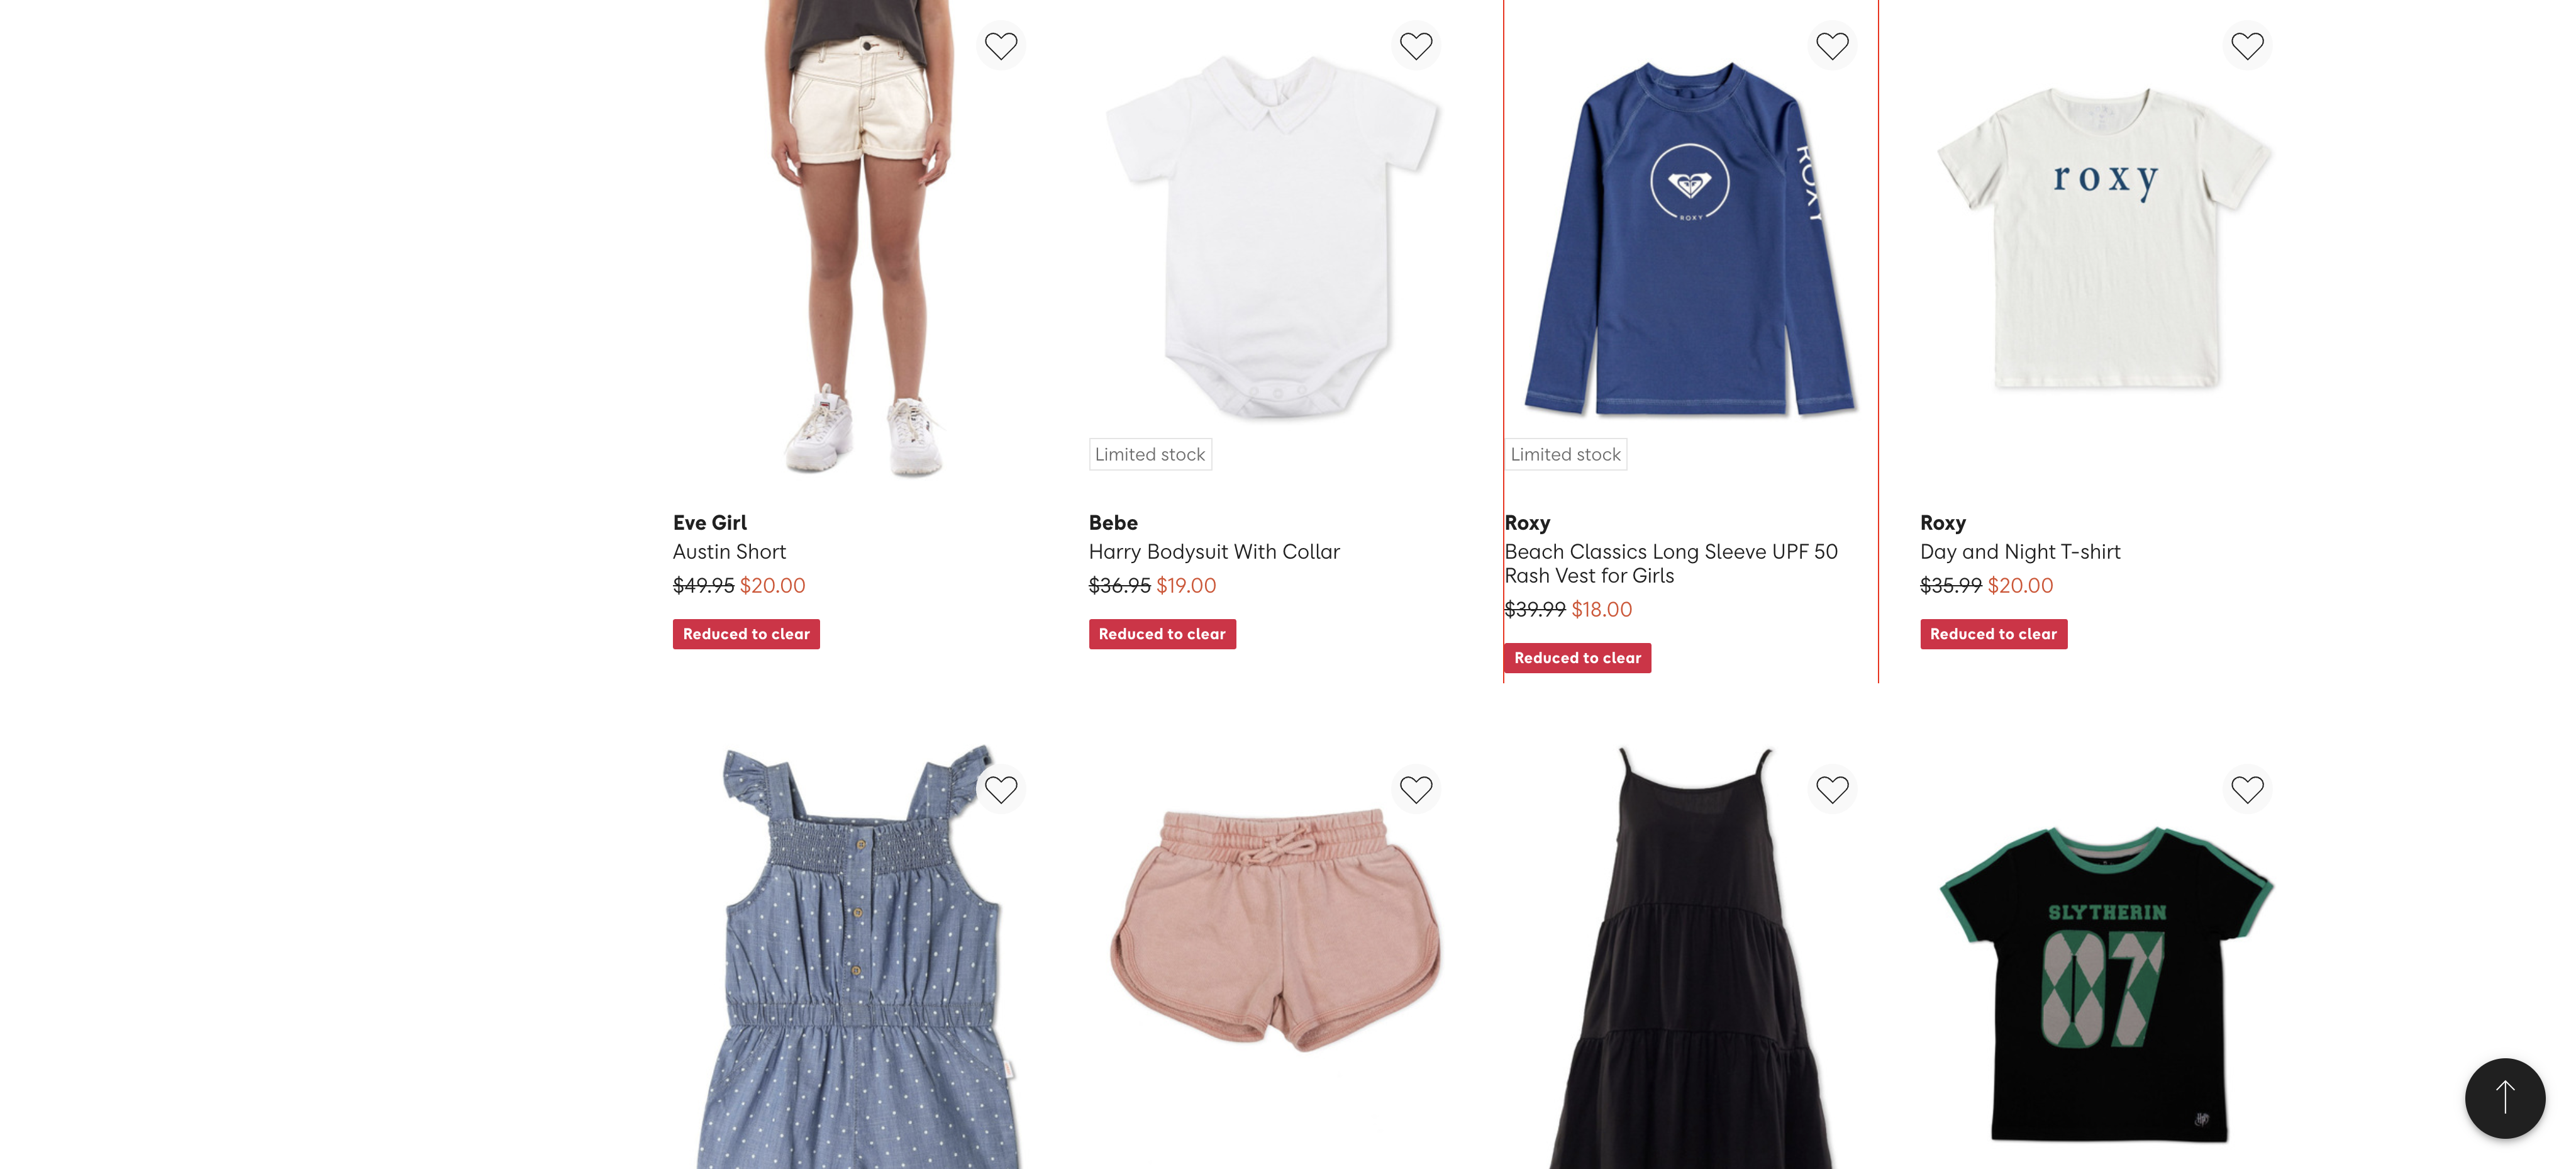 ROXY
ROXY
roxy
Limited stock
Limited stock
Eve Girl
Austin Short
$49.95 $20.00
Reduced to clear
Bebe
Harry Bodysuit With Collar
$36.95 $19.00
Reduced to clear
Roxy
Beach Classics Long Sleeve UPF 50
Rash Vest for Girls
$39.99 $18.00
Reduced to clear
Roxy
Day and Night T-shirt
$35.99 $20.00
Reduced to clear
SLYTHERIN
07